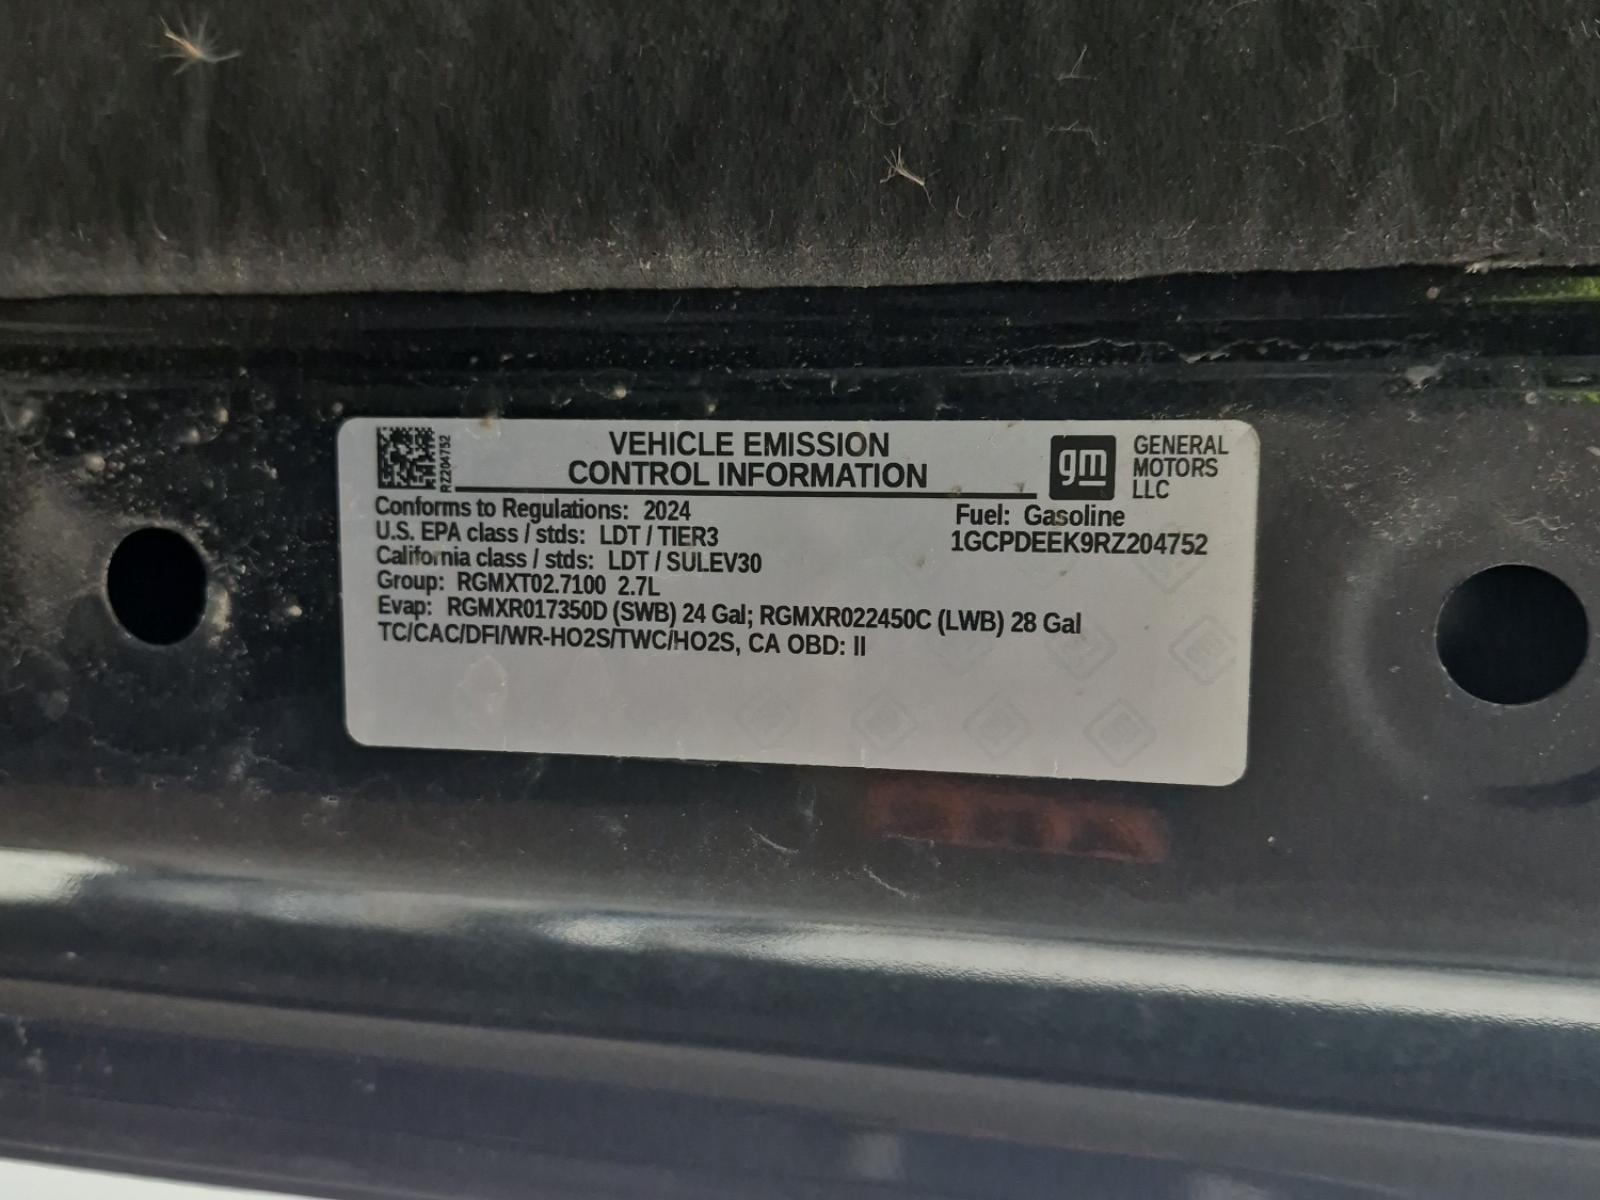 RZ204752
VEHICLE EMISSION
CONTROL INFORMATION
gm
GENERAL
MOTORS
LLC
Conforms to Regulations: 2024
U.S. EPA class / stds: LDT / TIER3
California class / stds: LDT / SULEV30
Group: RGMXT02.7100 2.7L
Evap: RGMXR017350D (SWB) 24 Gal; RGMXR022450C (LWB) 28 Gal
TC/CAC/DFI/WR-HO2S/TWC/HO2S, CA OBD: II
Fuel: Gasoline
1GCPDEEK9RZ204752